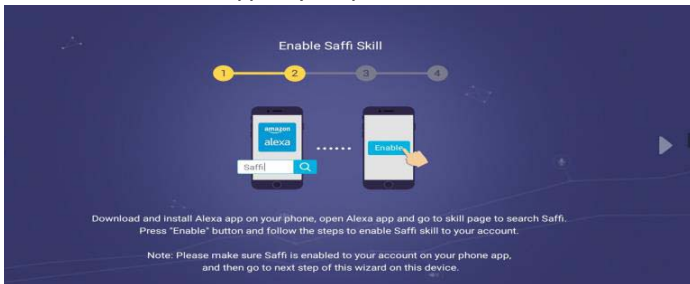 Enable Saffi Skill
1 2 3 4
amazon
alexa
Saffi
Enable
Download and install Alexa app on your phone, open Alexa app and go to skill page to search Saffi.
Press "Enable" button and follow the steps to enable Saffi skill to your account.
Note: Please make sure Saffi is enabled to your account on your phone app,
and then go to next step of this wizard on this device.